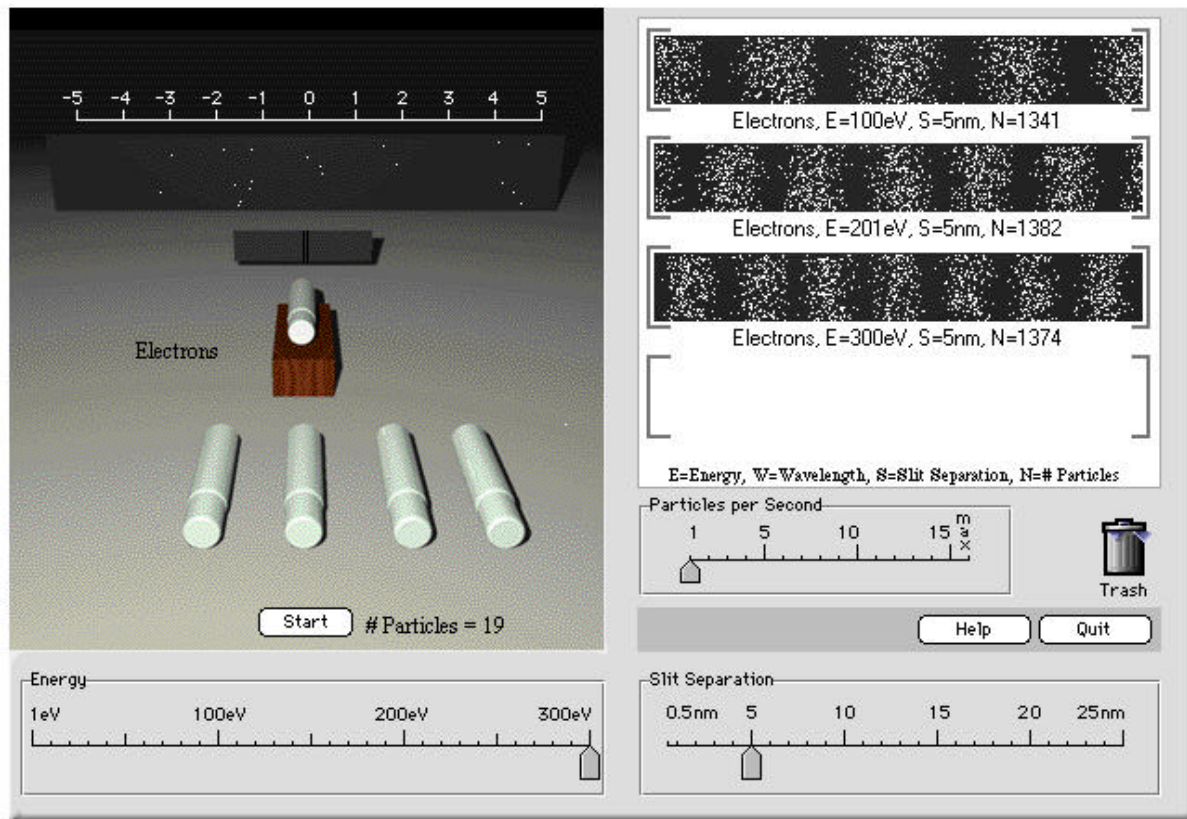 -5 -4 -3 -2 -1 0 1 2 3 4 5
Electrons
Start # Particles = 19
Electrons, E=100eV, S=5nm, N=1341
Electrons, E=201eV, S=5nm, N=1382
Electrons, E=300eV, S=5nm, N=1374
E=Energy, W=Wavelength, S=Slit Separation, N=# Particles
Particles per Second
1 5 10 15 max
Trash
Help Quit
Energy
1eV 100eV 200eV 300eV
Slit Separation
0.5nm 5 10 15 20 25nm